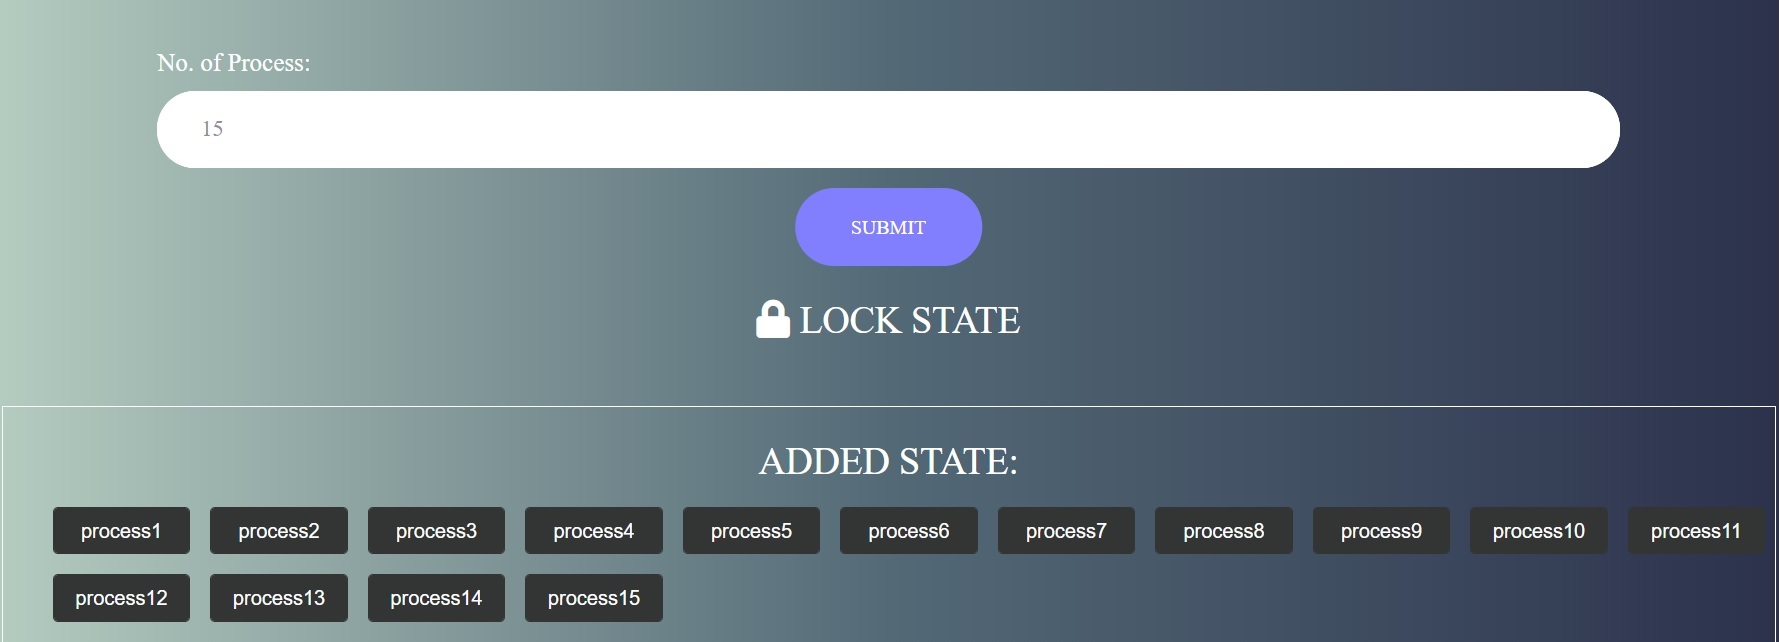 No. of Process:
15
SUBMIT
LOCK STATE
ADDED STATE:
process1 process2 process3 process4 process5 process6 process7 process8 process9 process10 process11
process12 process13 process14 process15